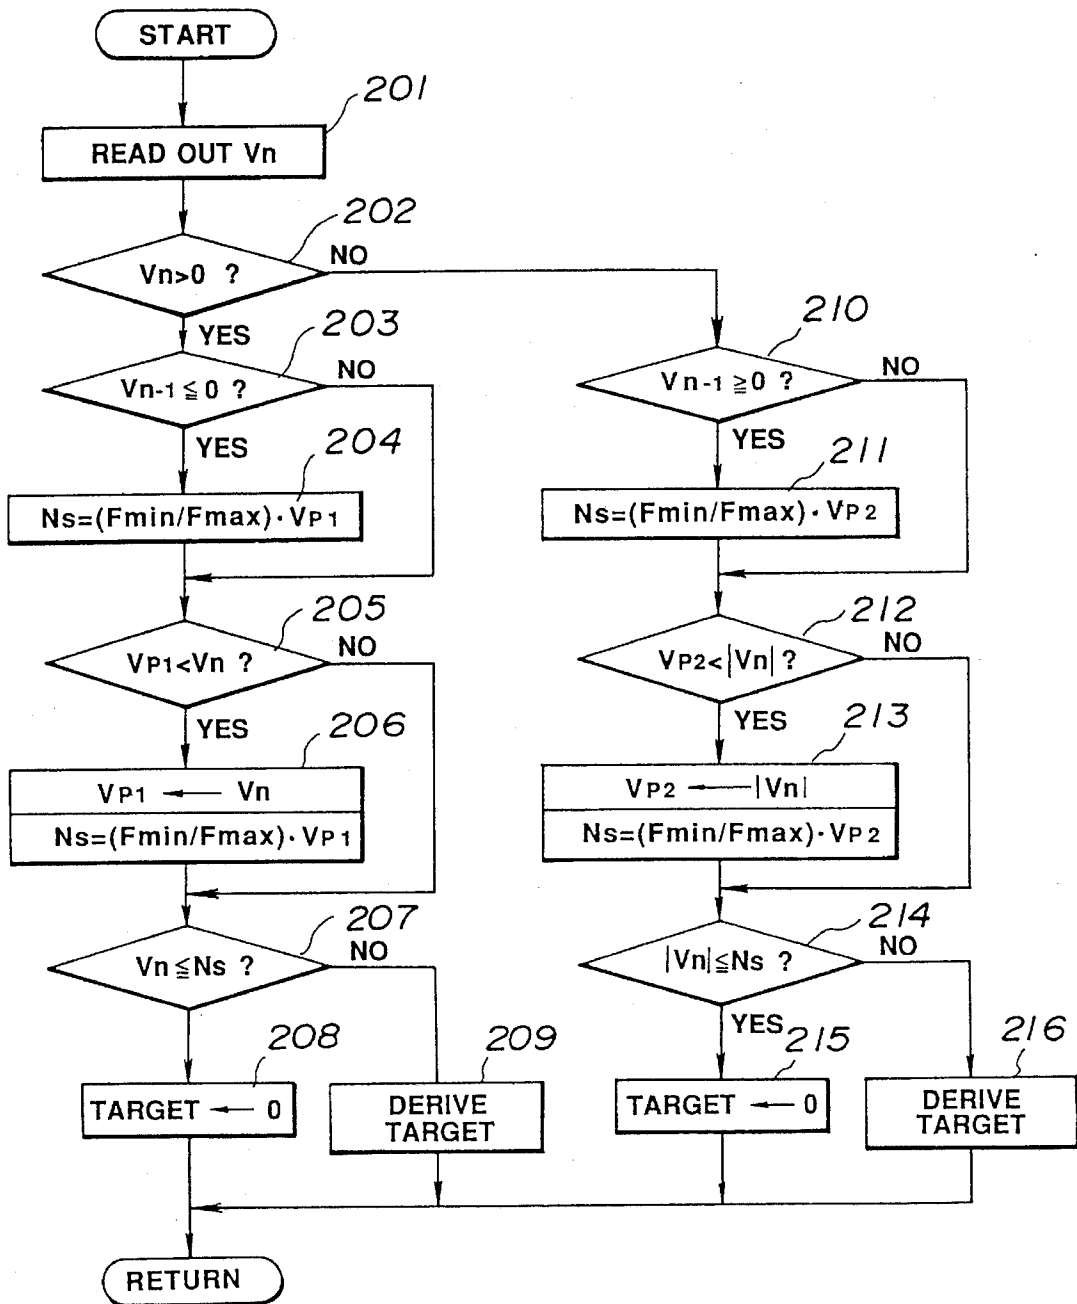 START
201
READ OUT Vn
202
Vn>0 ?
NO
YES
203
Vn-1 ≦ 0 ?
NO
YES
204
Ns=(Fmin/Fmax)·VP1
205
VP1<Vn ?
NO
YES
206
VP1 ← Vn
Ns=(Fmin/Fmax)·VP1
207
Vn ≦ Ns ?
NO
208
TARGET ← 0
209
DERIVE
TARGET
210
Vn-1 ≧ 0 ?
NO
YES
211
Ns=(Fmin/Fmax)·VP2
212
VP2<|Vn| ?
NO
YES
213
VP2 ← |Vn|
Ns=(Fmin/Fmax)·VP2
214
|Vn|≦Ns ?
NO
YES
215
TARGET ← 0
216
DERIVE
TARGET
RETURN